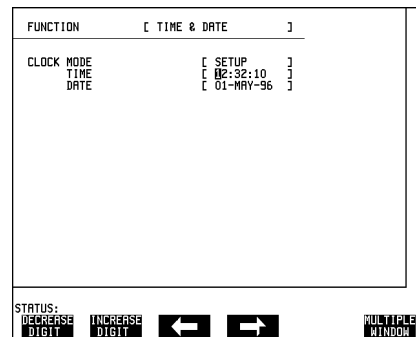 FUNCTION [ TIME & DATE ]
CLOCK MODE [ SETUP ]
TIME [ 12:32:10 ]
DATE [ 01-MAY-96 ]
STATUS:
DECREASE DIGIT
INCREASE DIGIT
MULTIPLE WINDOW